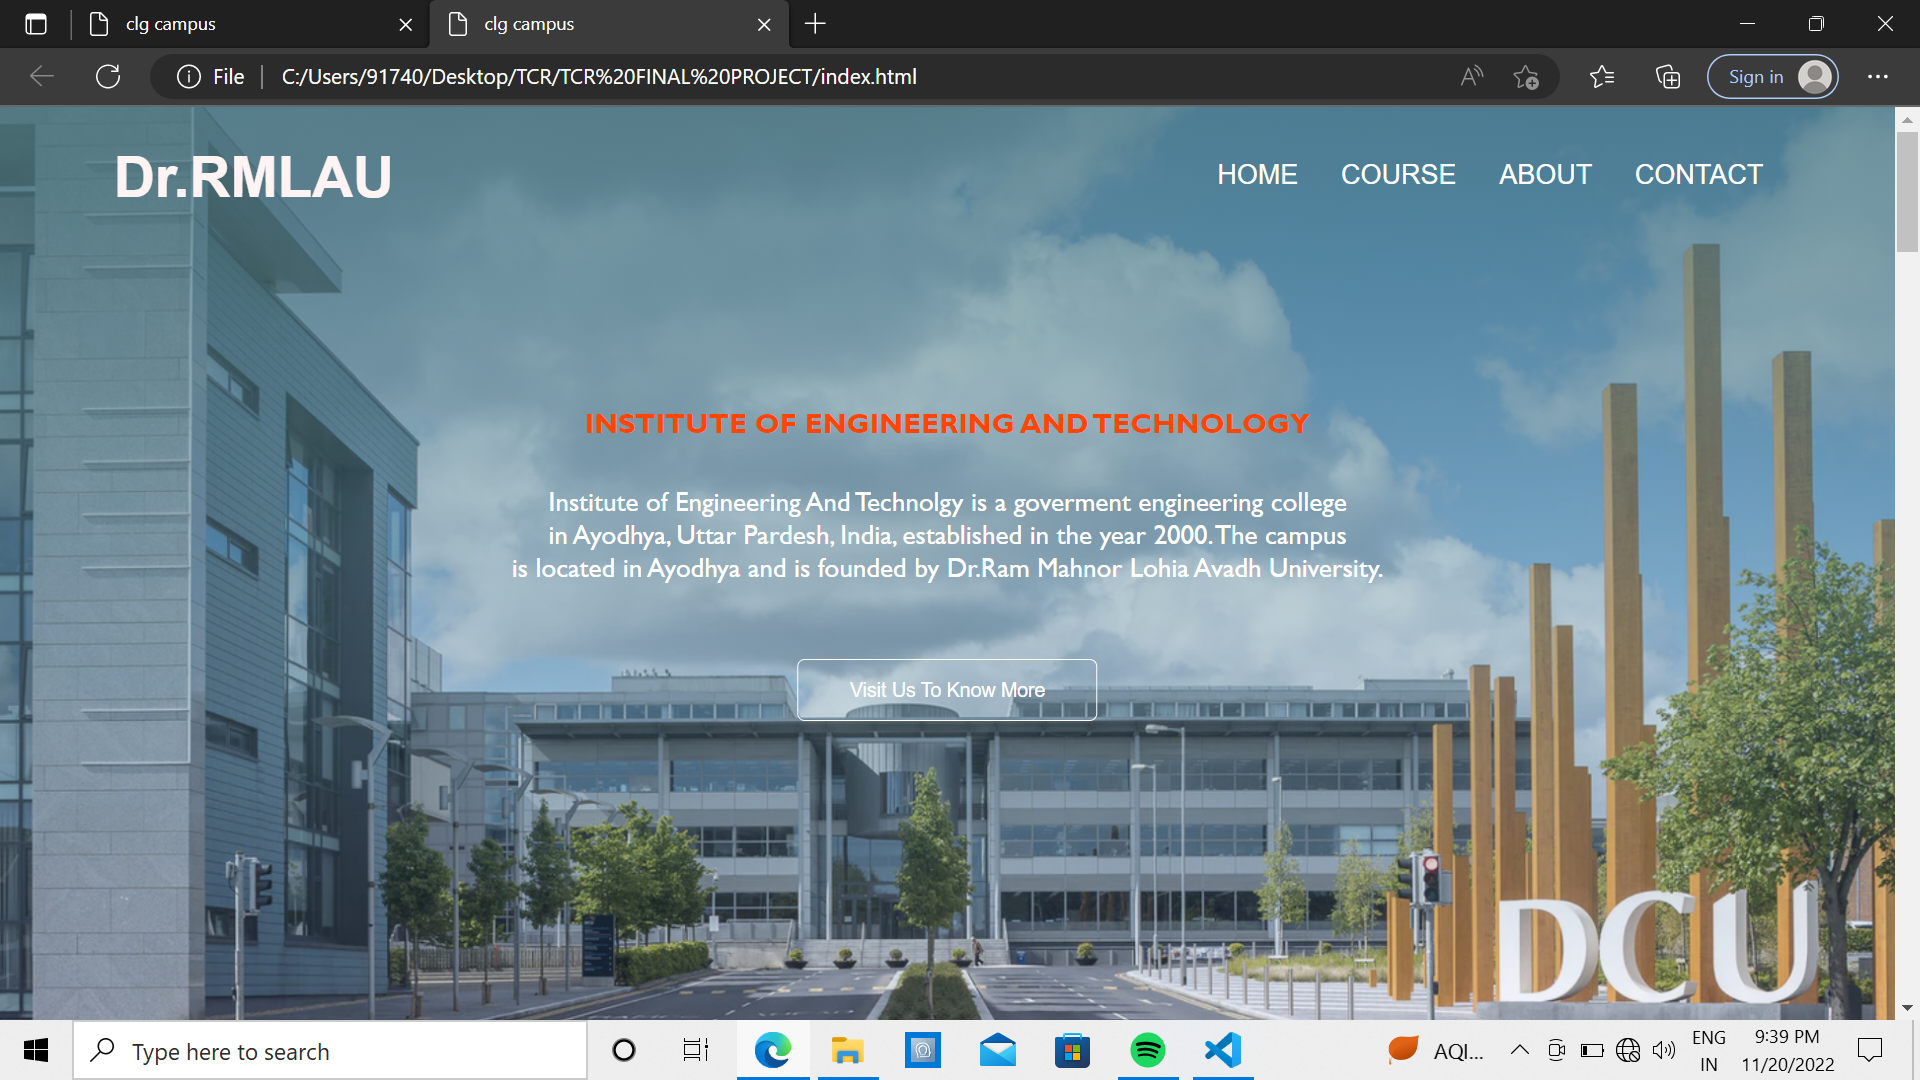 clg campus
clg campus
File
C:/Users/91740/Desktop/TCR/TCR%20FINAL%20PROJECT/index.html
Sign in
Dr.RMLAU
HOME COURSE ABOUT CONTACT
INSTITUTE OF ENGINEERING AND TECHNOLOGY
Institute of Engineering And Technolgy is a goverment engineering college
in Ayodhya, Uttar Pardesh, India, established in the year 2000. The campus
is located in Ayodhya and is founded by Dr.Ram Mahnor Lohia Avadh University.
Visit Us To Know More
DCU
Type here to search
AQI...
ENG
IN
9:39 PM
11/20/2022